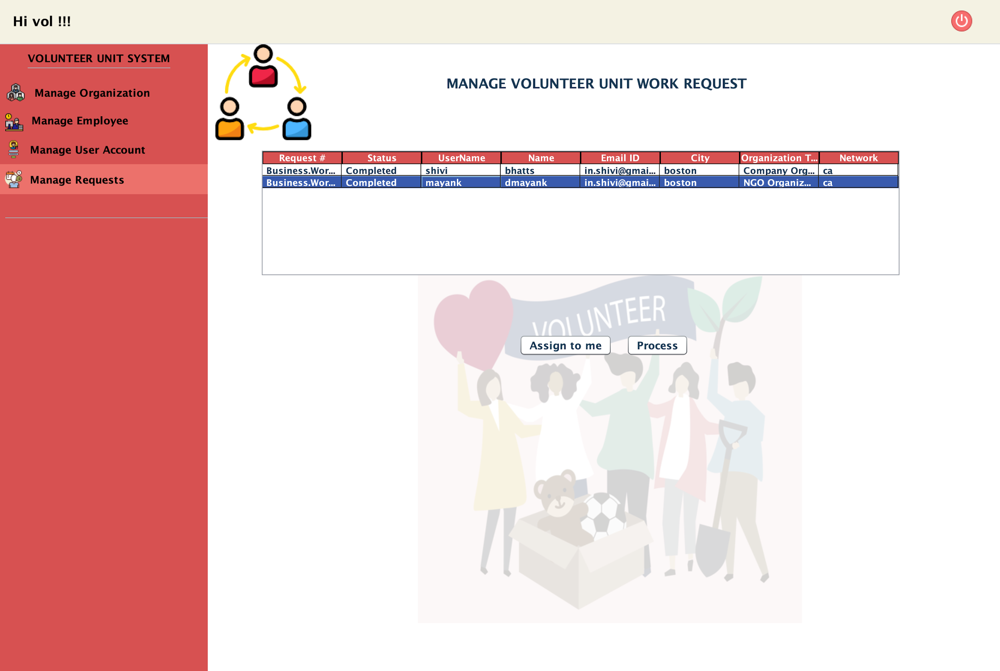 Hi vol !!!
VOLUNTEER UNIT SYSTEM
Manage Organization
Manage Employee
Manage User Account
Manage Requests
MANAGE VOLUNTEER UNIT WORK REQUEST
Request # Status UserName Name Email ID City Organization T... Network
Business.Wor... Completed shivi bhatts in.shivi@gmai... boston Company Org... ca
Business.Wor... Completed mayank dmayank in.shivi@gmai... boston NGO Organiz... ca
VOLUNTEER
Assign to me Process